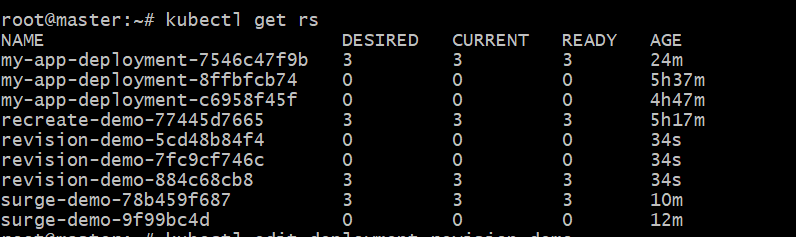 root@master:~# kubectl get rs
NAME DESIRED CURRENT READY AGE
my-app-deployment-7546c47f9b 3 3 3 24m
my-app-deployment-8ffbfcb74 0 0 0 5h37m
my-app-deployment-c6958f45f 0 0 0 4h47m
recreate-demo-77445d7665 3 3 3 5h17m
revision-demo-5cd48b84f4 0 0 0 34s
revision-demo-7fc9cf746c 0 0 0 34s
revision-demo-884c68cb8 3 3 3 34s
surge-demo-78b459f687 3 3 3 10m
surge-demo-9f99bc4d 0 0 0 12m
root@master:~# kubectl edit deployment revision-demo